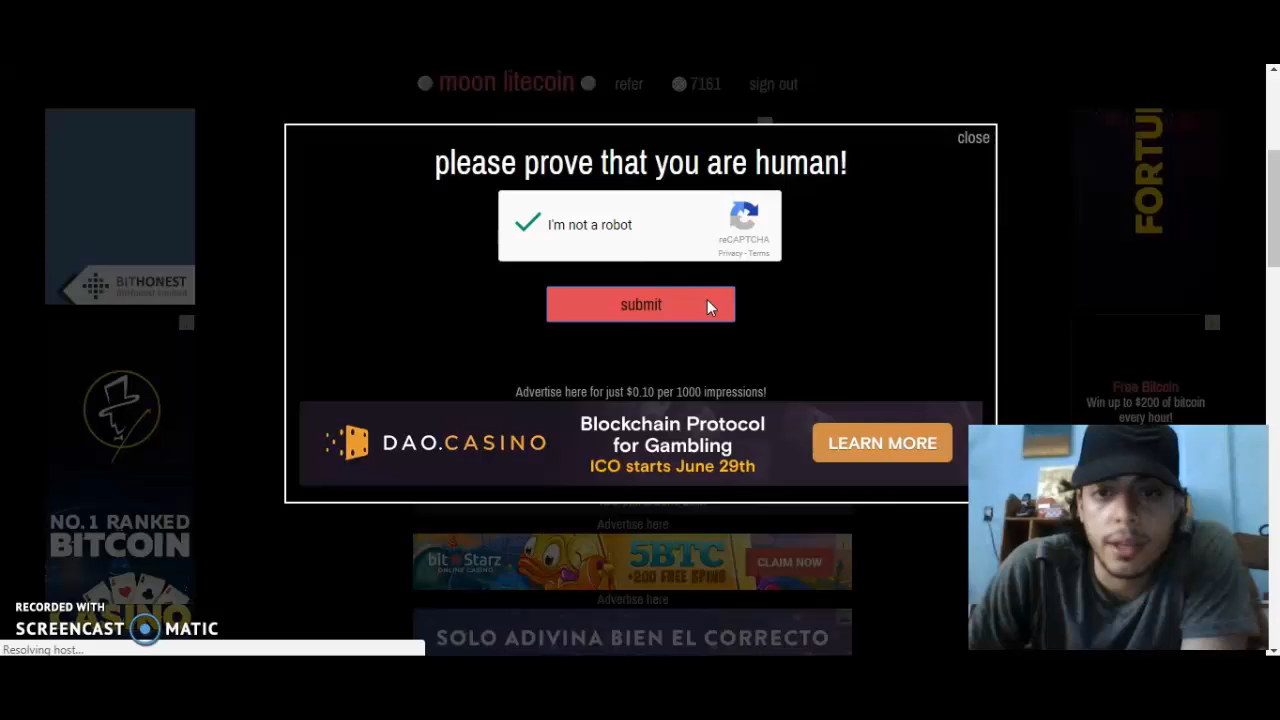 moon litecoin
refer
7161
sign out
close
please prove that you are human!
I'm not a robot
reCAPTCHA
Privacy - Terms
submit
BITHONEST
FORTU
Advertise here for just $0.10 per 1000 impressions!
DAO.CASINO
Blockchain Protocol
for Gambling
ICO starts June 29th
LEARN MORE
Free Bitcoin
Win up to $200 of bitcoin
every hour!
Advertise here
NO. 1 RANKED
BITCOIN
CASINO
bitStarz
ONLINE CASINO
5BTC
+200 FREE SPINS
CLAIM NOW
Advertise here
SOLO ADIVINA BIEN EL CORRECTO
RECORDED WITH
SCREENCAST MATIC
Resolving host...